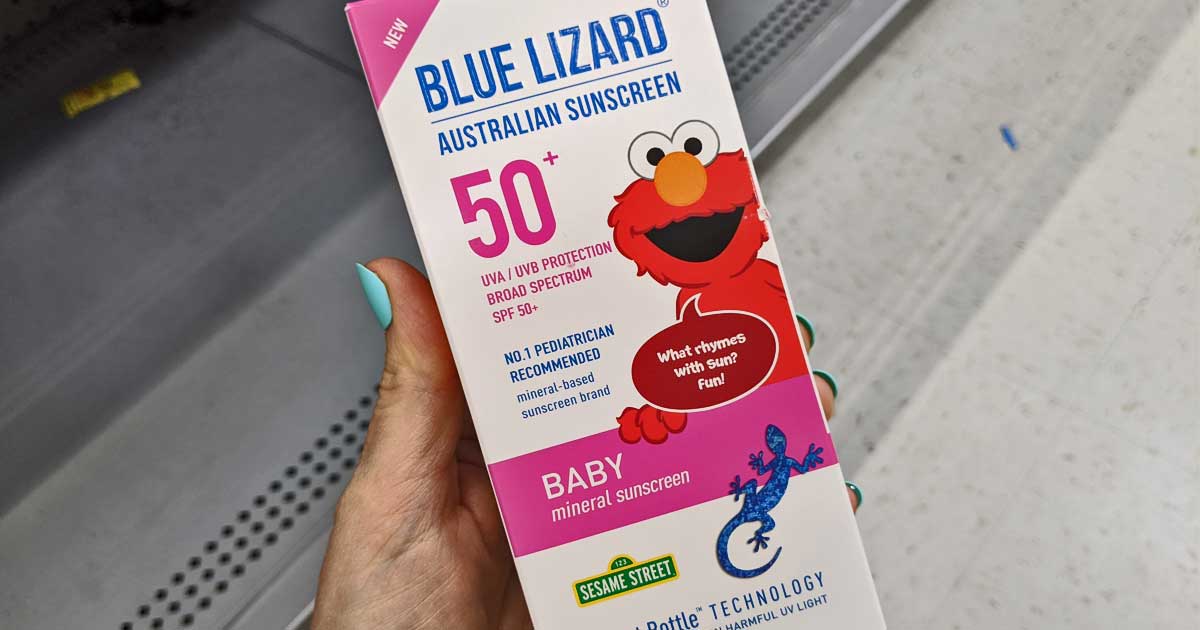 NEW
BLUE LIZARD®
AUSTRALIAN SUNSCREEN
50+
UVA / UVB PROTECTION
BROAD SPECTRUM
SPF 50+
NO.1 PEDIATRICIAN
RECOMMENDED
mineral-based
sunscreen brand
What rhymes
with sun?
Fun!
BABY
mineral sunscreen
123
SESAME STREET
Bottle™ TECHNOLOGY
HARMFUL UV LIGHT